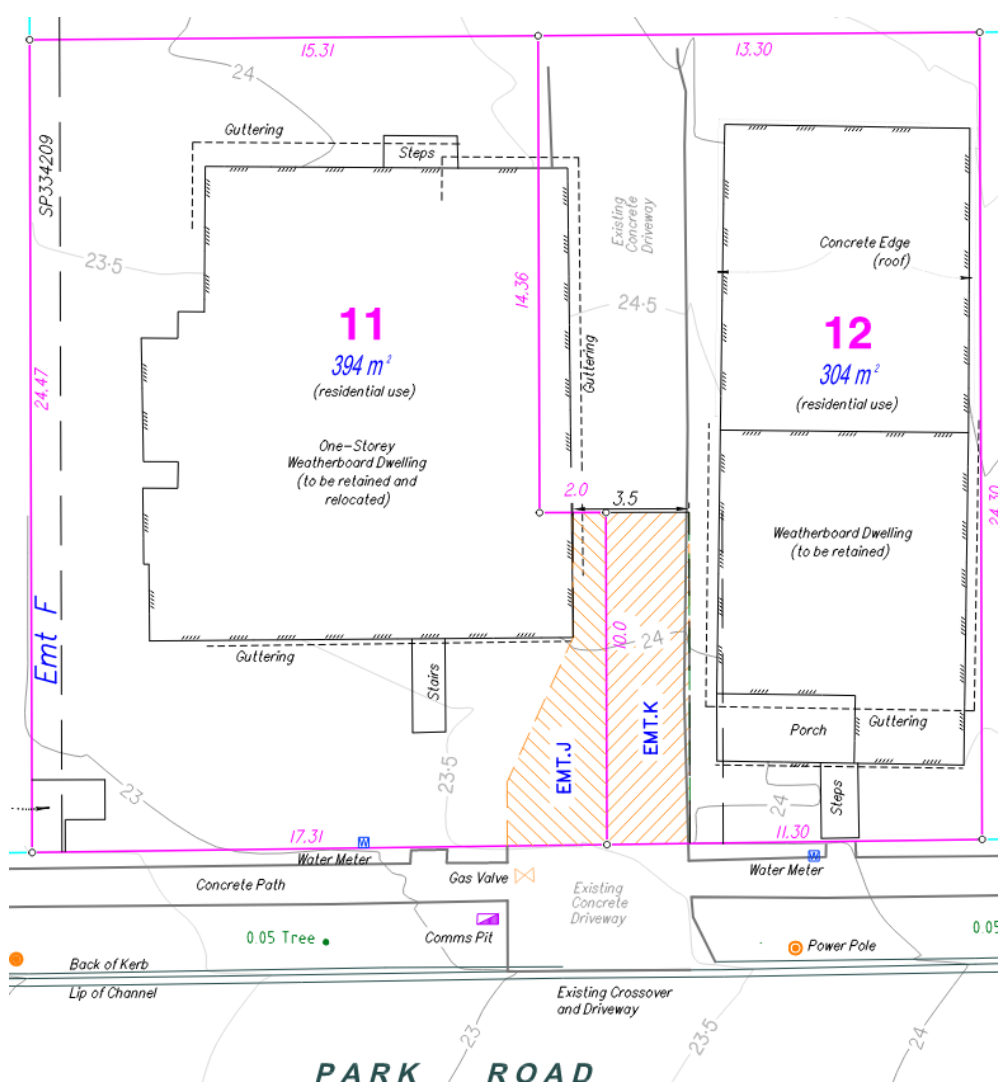 15.31
13.30
24
Guttering
Steps
SP334209
Existing
Concrete
Driveway
Concrete Edge
(roof)
23·5
14.36
24·5
11
394 m²
(residential use)
12
304 m²
(residential use)
Guttering
24.47
One-Storey
Weatherboard Dwelling
(to be retained and
relocated)
2.0
3.5
24.30
Weatherboard Dwelling
(to be retained)
Emt F
10.0
24
Guttering
Stairs
EMT.J
EMT.K
Porch
Guttering
23·5
23
24
Steps
17.31
11.30
Water Meter
Water Meter
Gas Valve
Concrete Path
Existing
Concrete
Driveway
0.05 Tree
Comms Pit
Power Pole
0.05
Back of Kerb
Lip of Channel
Existing Crossover
and Driveway
23
23·5
24
PARK ROAD